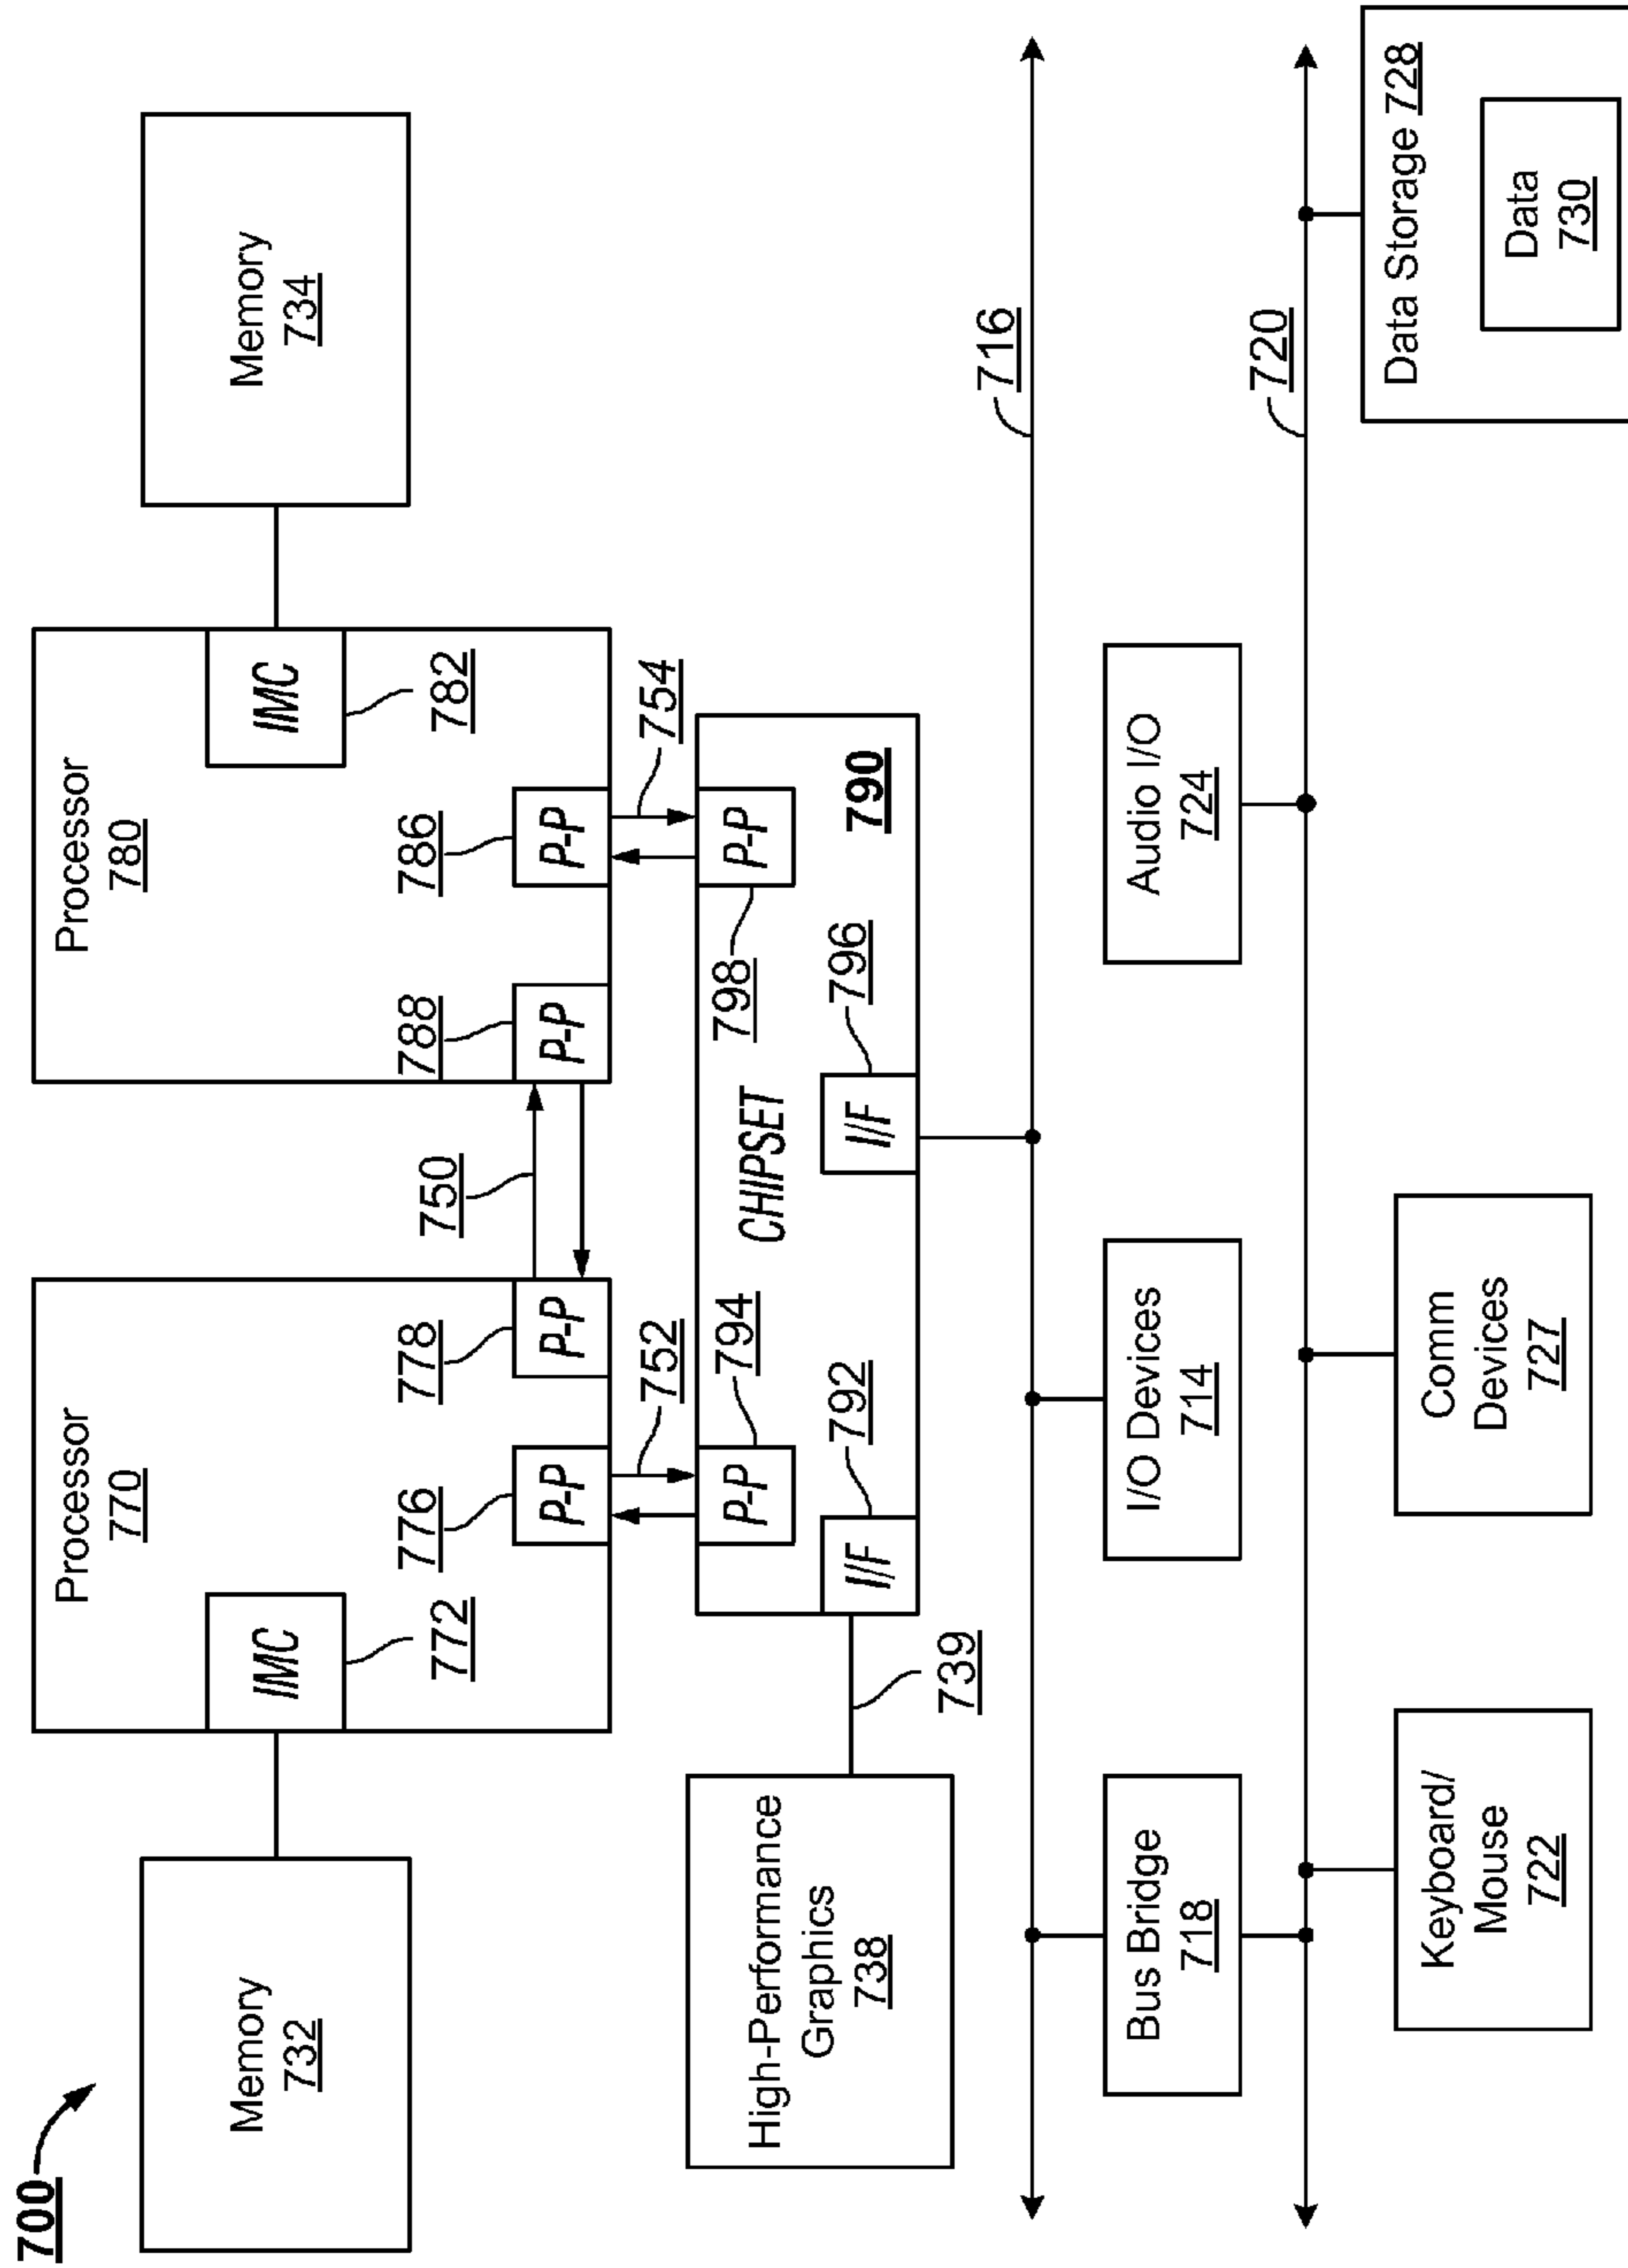 700
Memory
732
Processor
770
IMC
772
776
P-P
778
P-P
750
Processor
780
788
P-P
786
P-P
IMC
782
Memory
734
752
754
High-Performance
Graphics
738
739
P-P
794
I/F
792
CHIPSET
P-P
798
790
I/F
796
716
Bus Bridge
718
I/O Devices
714
Audio I/O
724
720
Keyboard/
Mouse
722
Comm
Devices
727
Data Storage 728
Data
730